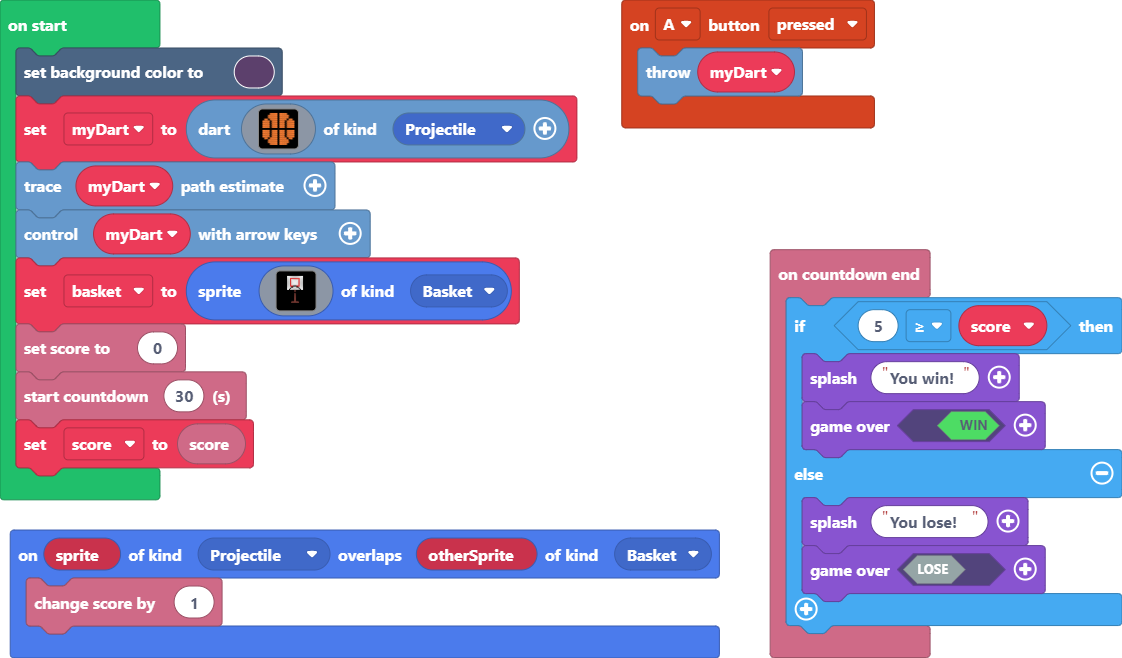 on start
set background color to
set myDart to dart of kind Projectile
trace myDart path estimate
control myDart with arrow keys
set basket to sprite of kind Basket
set score to 0
start countdown 30 (s)
set score to score
on A button pressed
throw myDart
on countdown end
if 5 ≥ score then
splash "You win! "
game over WIN
else
splash "You lose! "
game over LOSE
on sprite of kind Projectile overlaps otherSprite of kind Basket
change score by 1